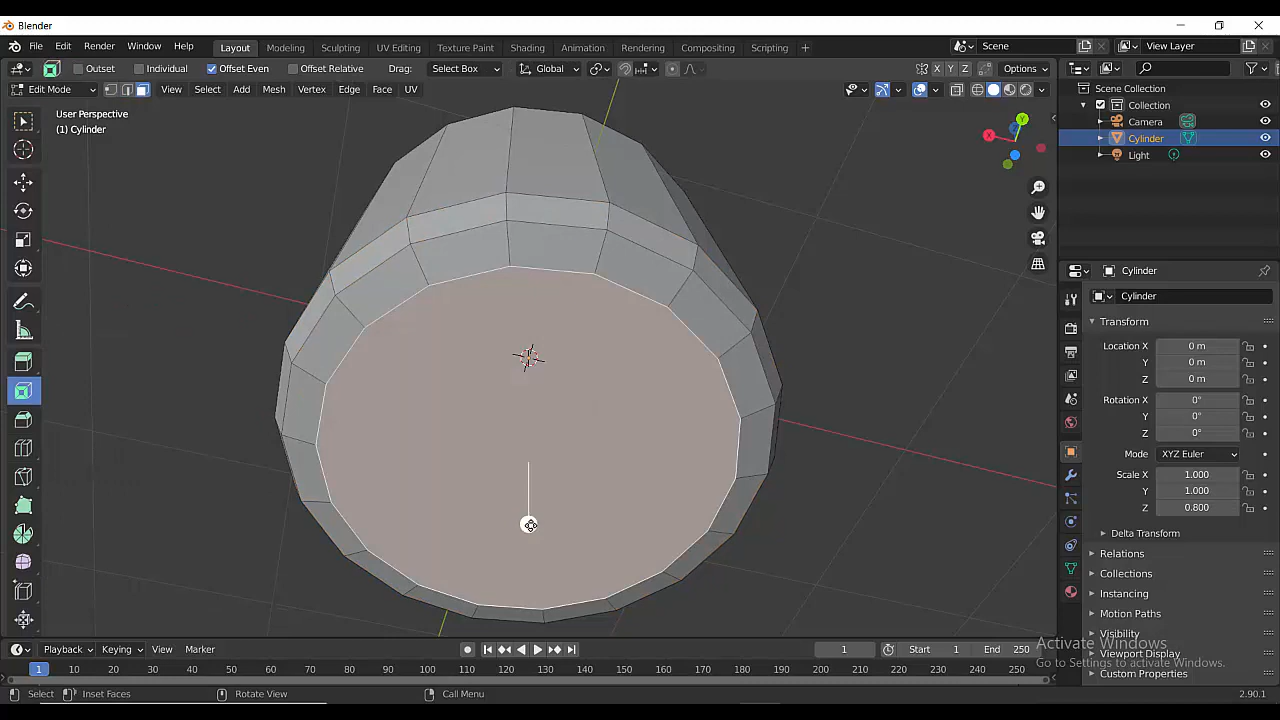 Blender
File Edit Render Window Help Layout Modeling Sculpting UV Editing Texture Paint Shading Animation Rendering Compositing Scripting + Scene View Layer
Outset Individual Offset Even Offset Relative Drag: Select Box Global X Y Z Options
Edit Mode View Select Add Mesh Vertex Edge Face UV
User Perspective
(1) Cylinder
X
Y
Scene Collection
Collection
Camera
Cylinder
Light
Cylinder
Cylinder
Transform
Location X 0 m
Y 0 m
Z 0 m
Rotation X 0°
Y 0°
Z 0°
Mode XYZ Euler
Scale X 1.000
Y 1.000
Z 0.800
Delta Transform
Relations
Collections
Instancing
Motion Paths
Visibility
Viewport Display
Custom Properties
Activate Windows
Go to Settings to activate Windows.
Playback Keying View Marker 1 Start 1 End 250
1 10 20 30 40 50 60 70 80 90 100 110 120 130 140 150 160 170 180 190 200 210 220 230 240 250
Select Inset Faces Rotate View Call Menu 2.90.1